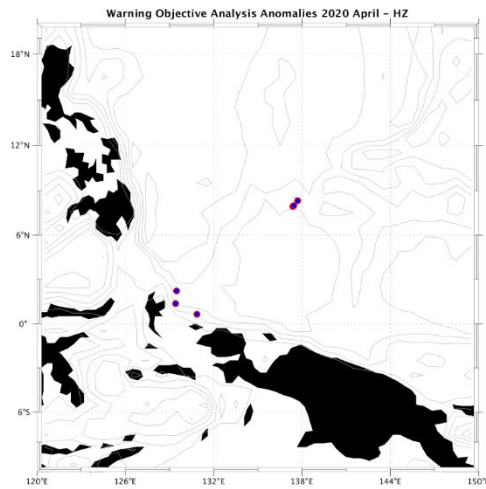 Warning Objective Analysis Anomalies 2020 April – HZ
18°N
12°N
6°N
0°
6°S
120°E 126°E 132°E 138°E 144°E 150°E